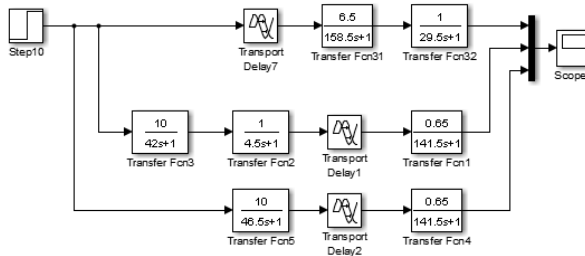 6.5
158.5s+1
1
29.5s+1
Step10
Transport
Delay7
Transfer Fcn31
Transfer Fcn32
Scope
10
42s+1
1
4.5s+1
0.65
141.5s+1
Transfer Fcn3
Transfer Fcn2
Transport
Delay1
Transfer Fcn1
10
46.5s+1
0.65
141.5s+1
Transfer Fcn5
Transport
Delay2
Transfer Fcn4